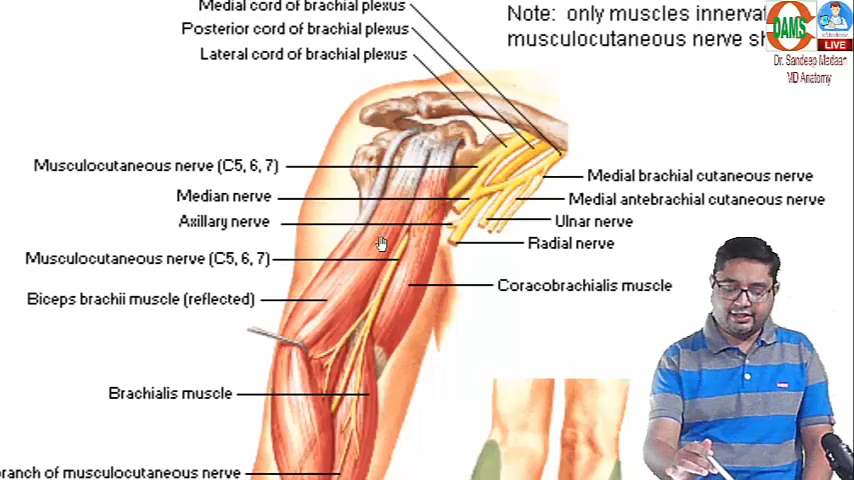 Medial cord of brachial plexus
Posterior cord of brachial plexus
Lateral cord of brachial plexus
Note: only muscles innerva
musculocutaneous nerve sh
DAMS
LIVE
Dr. Sandeep Madaan
MD Anatomy
Musculocutaneous nerve (C5, 6, 7)
Median nerve
Axillary nerve
Musculocutaneous nerve (C5, 6, 7)
Biceps brachii muscle (reflected)
Brachialis muscle
ranch of musculocutaneous nerve
Medial brachial cutaneous nerve
Medial antebrachial cutaneous nerve
Ulnar nerve
Radial nerve
Coracobrachialis muscle